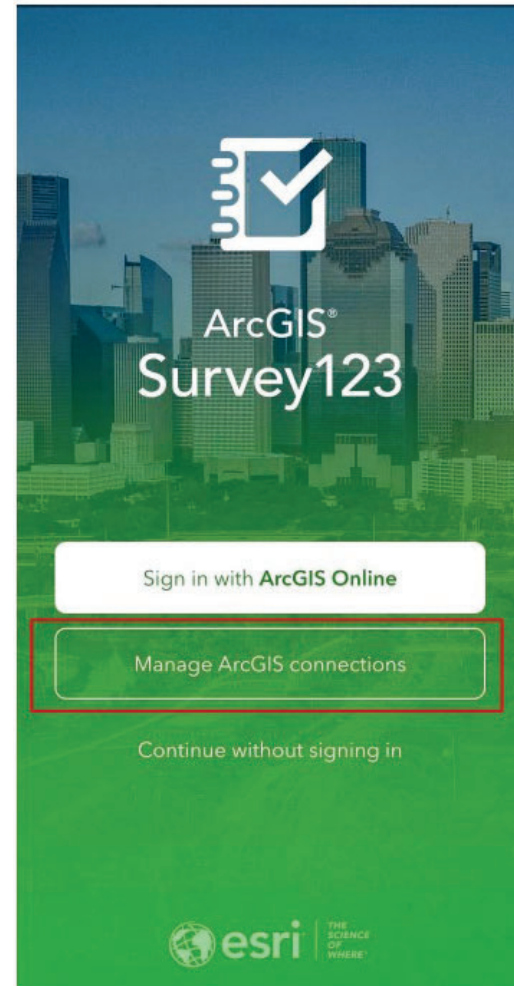 ArcGIS®
Survey123
Sign in with ArcGIS Online
Manage ArcGIS connections
Continue without signing in
esri
THE
SCIENCE
OF
WHERE®